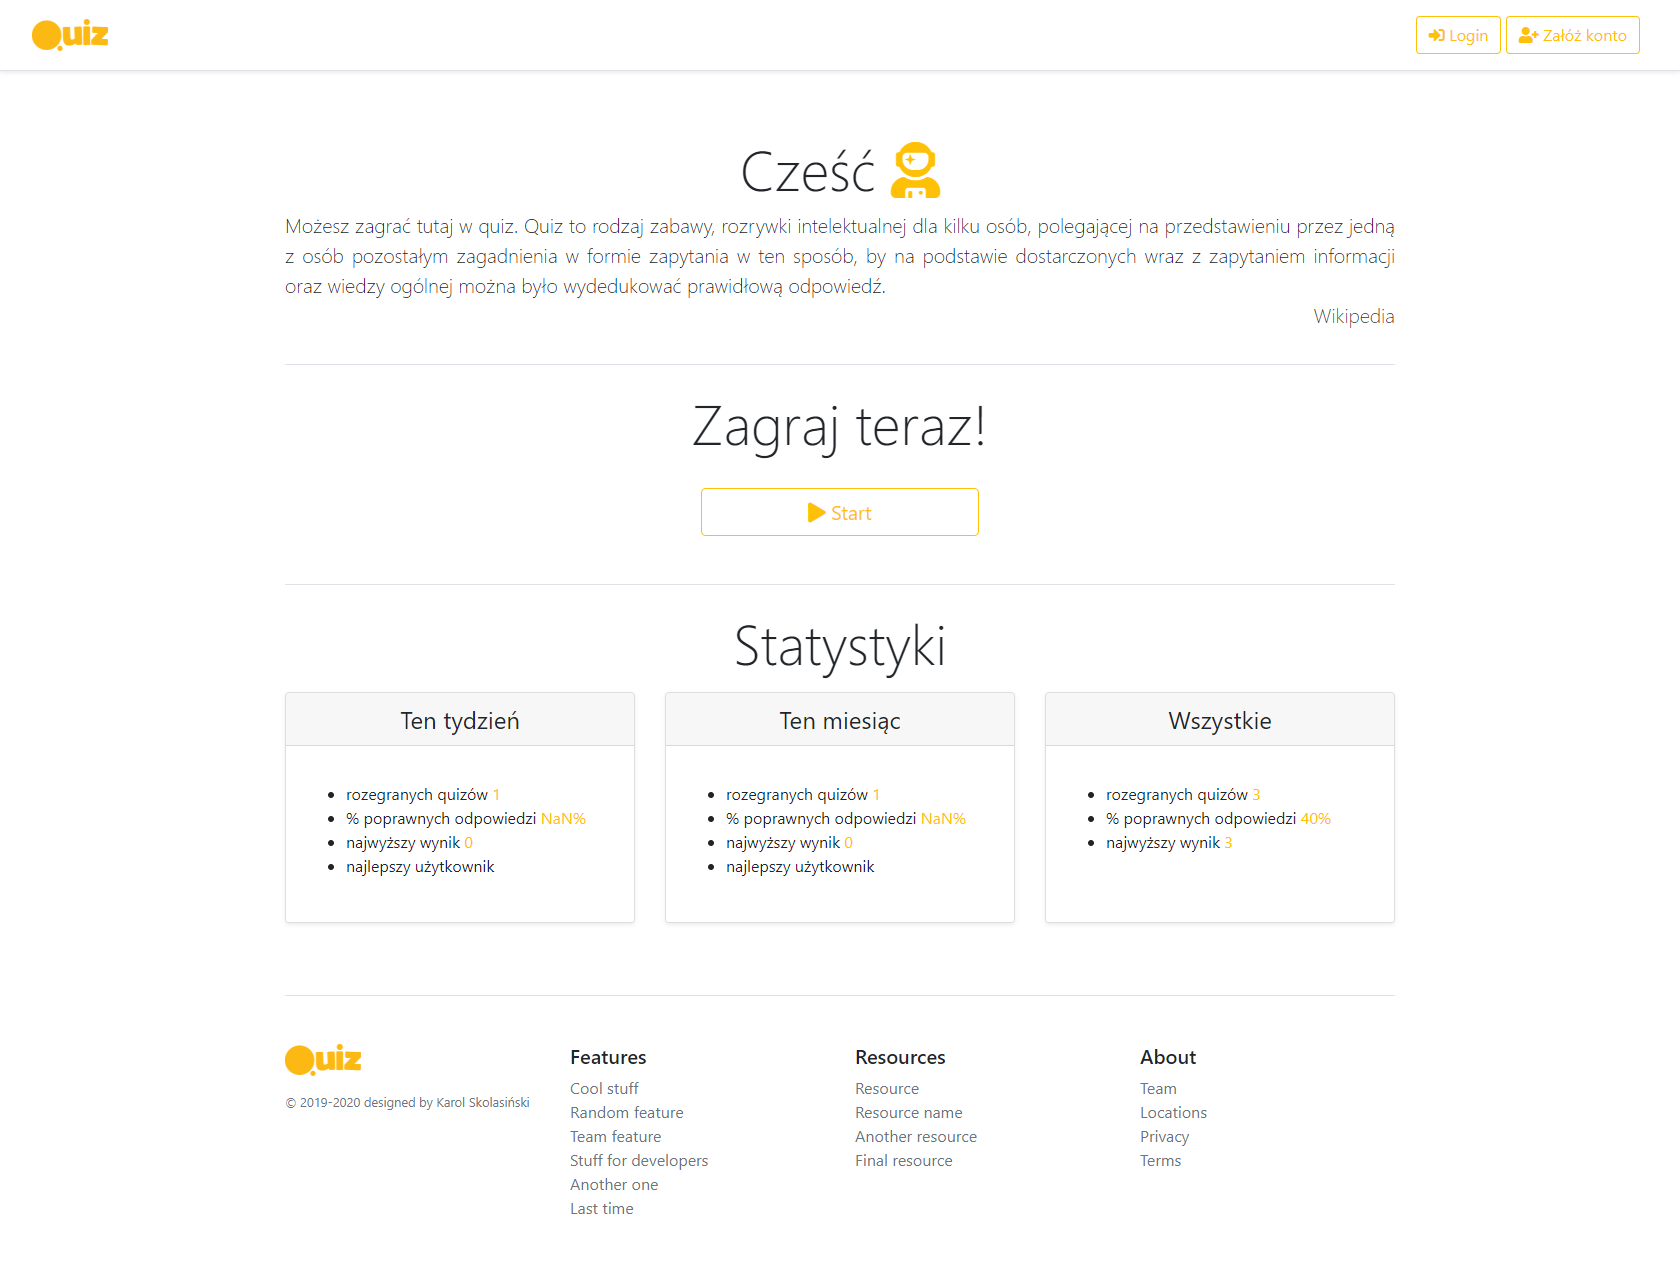 Quiz
Login
Załóż konto
Cześć
Możesz zagrać tutaj w quiz. Quiz to rodzaj zabawy, rozrywki intelektualnej dla kilku osób, polegającej na przedstawieniu przez jedną
z osób pozostałym zagadnienia w formie zapytania w ten sposób, by na podstawie dostarczonych wraz z zapytaniem informacji
oraz wiedzy ogólnej można było wydedukować prawidłową odpowiedź.
Wikipedia
Zagraj teraz!
Start
Statystyki
Ten tydzień
rozegranych quizów 1
% poprawnych odpowiedzi NaN%
najwyższy wynik 0
najlepszy użytkownik
Ten miesiąc
rozegranych quizów 1
% poprawnych odpowiedzi NaN%
najwyższy wynik 0
najlepszy użytkownik
Wszystkie
rozegranych quizów 3
% poprawnych odpowiedzi 40%
najwyższy wynik 3
Quiz
© 2019-2020 designed by Karol Skolasiński
Features
Cool stuff
Random feature
Team feature
Stuff for developers
Another one
Last time
Resources
Resource
Resource name
Another resource
Final resource
About
Team
Locations
Privacy
Terms